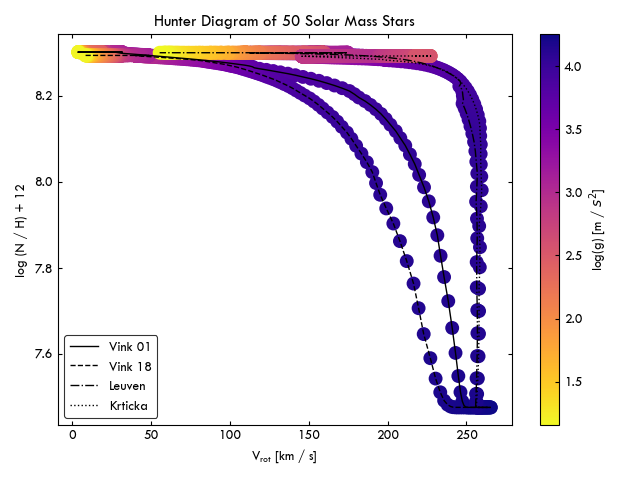 Hunter Diagram of 50 Solar Mass Stars
log (N / H) + 12
8.2
8.0
7.8
7.6
Vink 01
Vink 18
Leuven
Krticka
0 50 100 150 200 250
V_rot [km / s]
4.0
3.5
3.0
2.5
2.0
1.5
log(g) [m / s²]